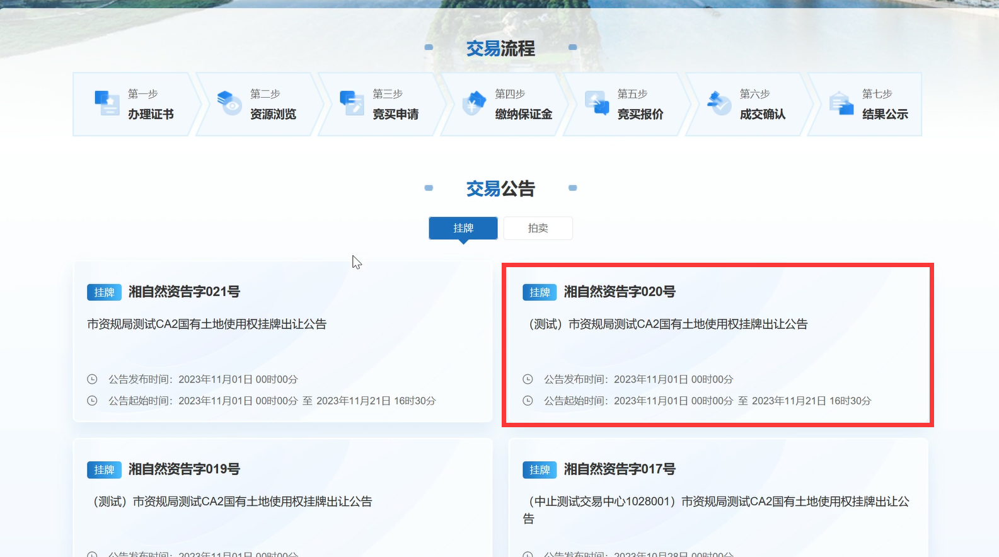 交易流程
第一步
办理证书
第二步
资源浏览
第三步
竞买申请
第四步
缴纳保证金
第五步
竞买报价
第六步
成交确认
第七步
结果公示
交易公告
挂牌
拍卖
挂牌 湘自然资告字021号
市资规局测试CA2国有土地使用权挂牌出让公告
公告发布时间：2023年11月01日 00时00分
公告起始时间：2023年11月01日 00时00分 至 2023年11月21日 16时30分
挂牌 湘自然资告字020号
（测试）市资规局测试CA2国有土地使用权挂牌出让公告
公告发布时间：2023年11月01日 00时00分
公告起始时间：2023年11月01日 00时00分 至 2023年11月21日 16时30分
挂牌 湘自然资告字019号
（测试）市资规局测试CA2国有土地使用权挂牌出让公告
公告发布时间：2023年11月01日 00时00分
挂牌 湘自然资告字017号
（中止测试交易中心1028001）市资规局测试CA2国有土地使用权挂牌出让公
告
公告发布时间：2023年10月28日 00时00分